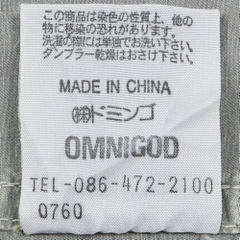 この商品は染色の性質上、他の
物に移染の恐れがあります。
洗濯の際には単独でお洗い下さい。
タンブラー乾燥はお避け下さい。
MADE IN CHINA
㈱ドミンゴ
OMNIGOD
TEL-086-472-2100
0760